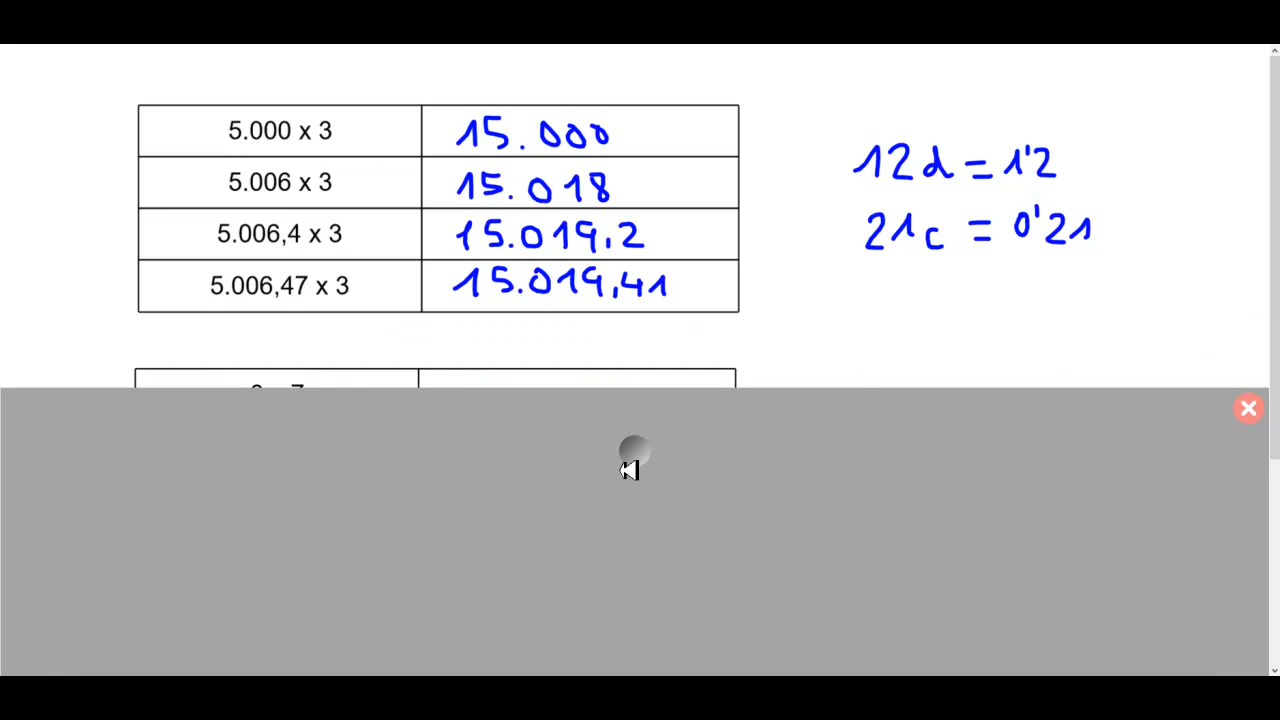 5.000 x 3 15.000
5.006 x 3 15.018
5.006,4 x 3 15.019,2
5.006,47 x 3 15.019,41
12d = 1'2
21c = 0'21